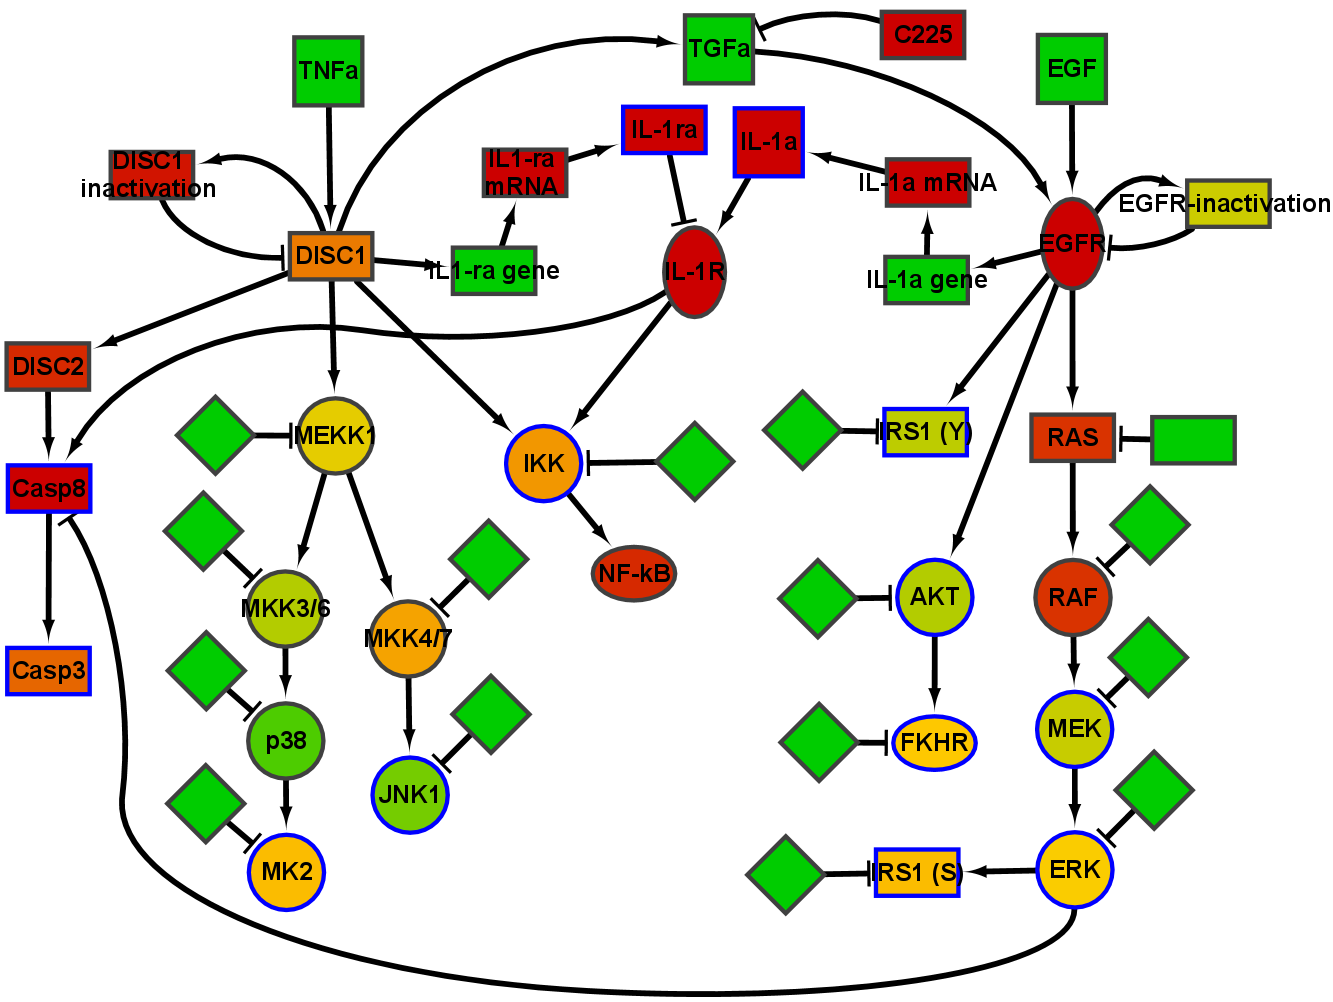 C225
TGFa
EGF
TNFa
IL-1ra
IL-1a
DISC1
inactivation
IL1-ra
mRNA
IL-1a mRNA
EGFR-inactivation
EGFR
DISC1
IL1-ra gene
IL-1R
IL-1a gene
DISC2
MEKK1
IRS1 (Y)
RAS
IKK
Casp8
NF-kB
AKT
RAF
MKK3/6
MKK4/7
Casp3
MEK
p38
FKHR
JNK1
MK2
IRS1 (S)
ERK